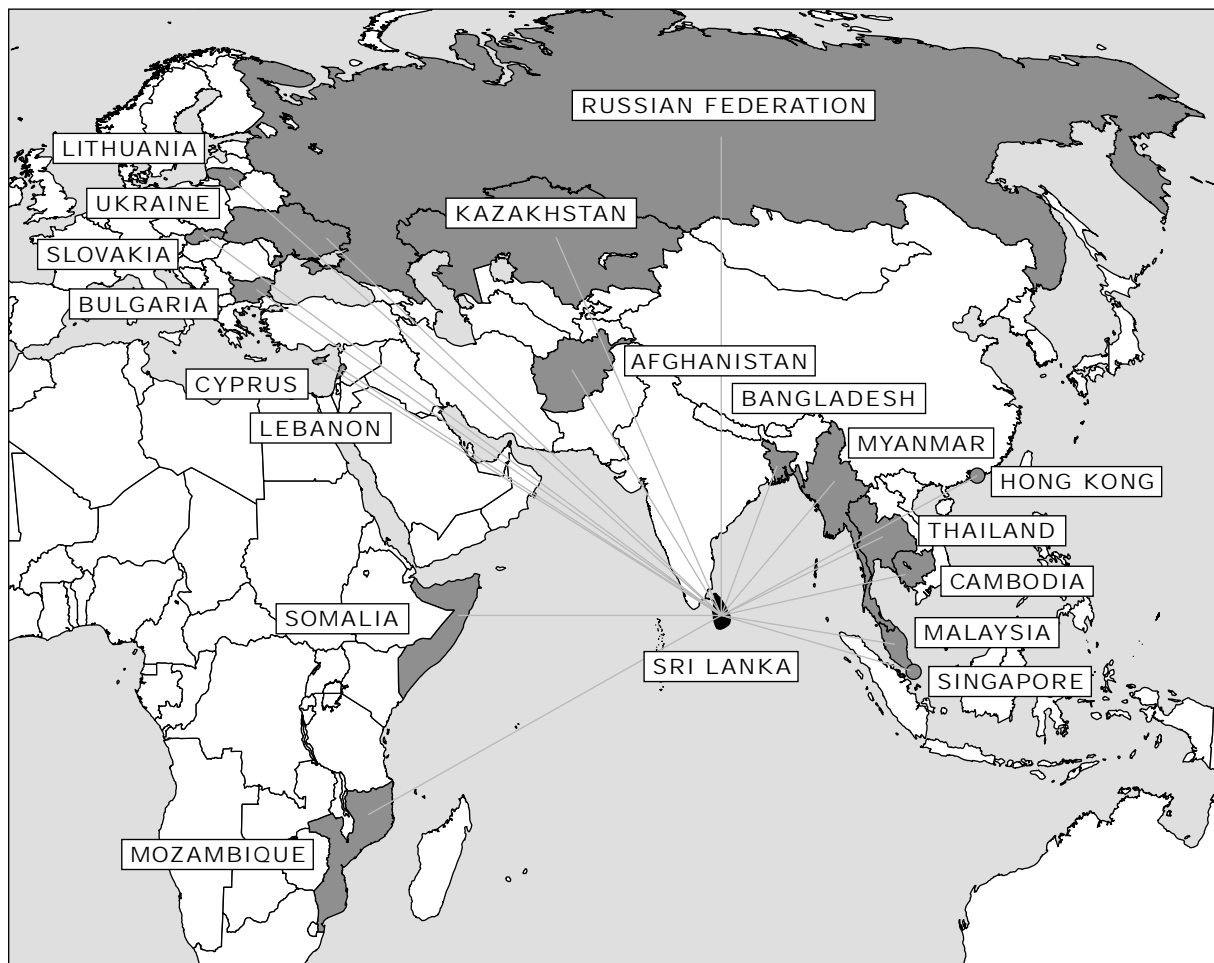 RUSSIAN FEDERATION
LITHUANIA
UKRAINE
KAZAKHSTAN
SLOVAKIA
BULGARIA
AFGHANISTAN
CYPRUS
BANGLADESH
LEBANON
MYANMAR
HONG KONG
THAILAND
CAMBODIA
SOMALIA
MALAYSIA
SRI LANKA
SINGAPORE
MOZAMBIQUE